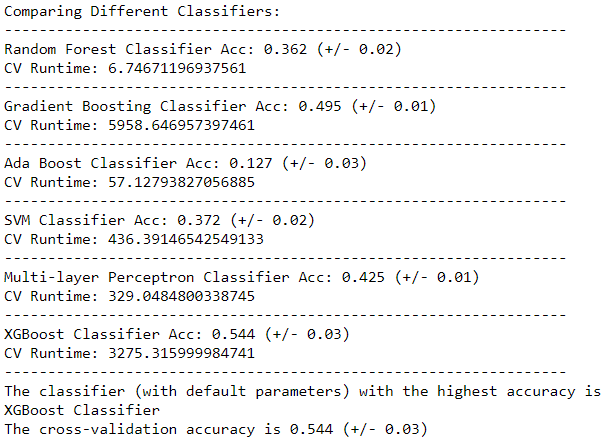 Comparing Different Classifiers:
-----------------------------------------------------------------
Random Forest Classifier Acc: 0.362 (+/- 0.02)
CV Runtime: 6.74671196937561
-----------------------------------------------------------------
Gradient Boosting Classifier Acc: 0.495 (+/- 0.01)
CV Runtime: 5958.646957397461
-----------------------------------------------------------------
Ada Boost Classifier Acc: 0.127 (+/- 0.03)
CV Runtime: 57.12793827056885
-----------------------------------------------------------------
SVM Classifier Acc: 0.372 (+/- 0.02)
CV Runtime: 436.39146542549133
-----------------------------------------------------------------
Multi-layer Perceptron Classifier Acc: 0.425 (+/- 0.01)
CV Runtime: 329.0484800338745
-----------------------------------------------------------------
XGBoost Classifier Acc: 0.544 (+/- 0.03)
CV Runtime: 3275.315999984741
-----------------------------------------------------------------
The classifier (with default parameters) with the highest accuracy is
XGBoost Classifier
The cross-validation accuracy is 0.544 (+/- 0.03)